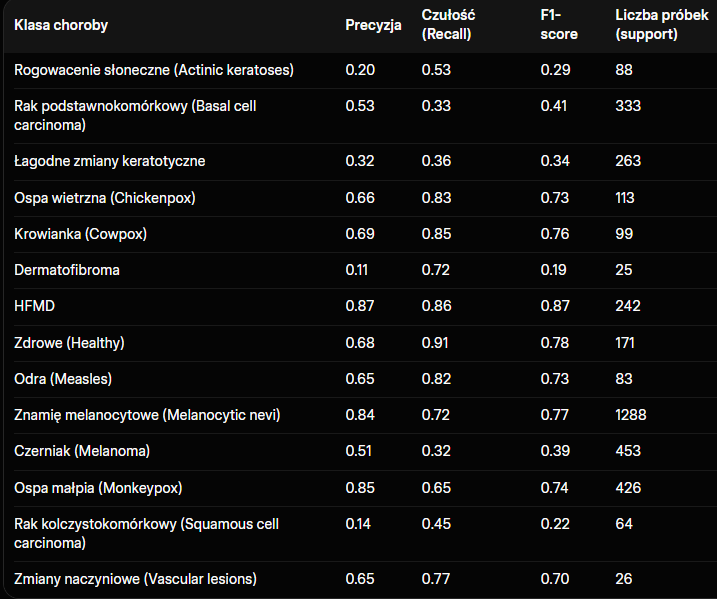 Klasa choroby Precyzja Czułość (Recall) F1-score Liczba próbek (support)
Rogowacenie słoneczne (Actinic keratoses) 0.20 0.53 0.29 88
Rak podstawnokomórkowy (Basal cell carcinoma) 0.53 0.33 0.41 333
Łagodne zmiany keratotyczne 0.32 0.36 0.34 263
Ospa wietrzna (Chickenpox) 0.66 0.83 0.73 113
Krowianka (Cowpox) 0.69 0.85 0.76 99
Dermatofibroma 0.11 0.72 0.19 25
HFMD 0.87 0.86 0.87 242
Zdrowe (Healthy) 0.68 0.91 0.78 171
Odra (Measles) 0.65 0.82 0.73 83
Znamię melanocytowe (Melanocytic nevi) 0.84 0.72 0.77 1288
Czerniak (Melanoma) 0.51 0.32 0.39 453
Ospa małpia (Monkeypox) 0.85 0.65 0.74 426
Rak kolczystokomórkowy (Squamous cell carcinoma) 0.14 0.45 0.22 64
Zmiany naczyniowe (Vascular lesions) 0.65 0.77 0.70 26